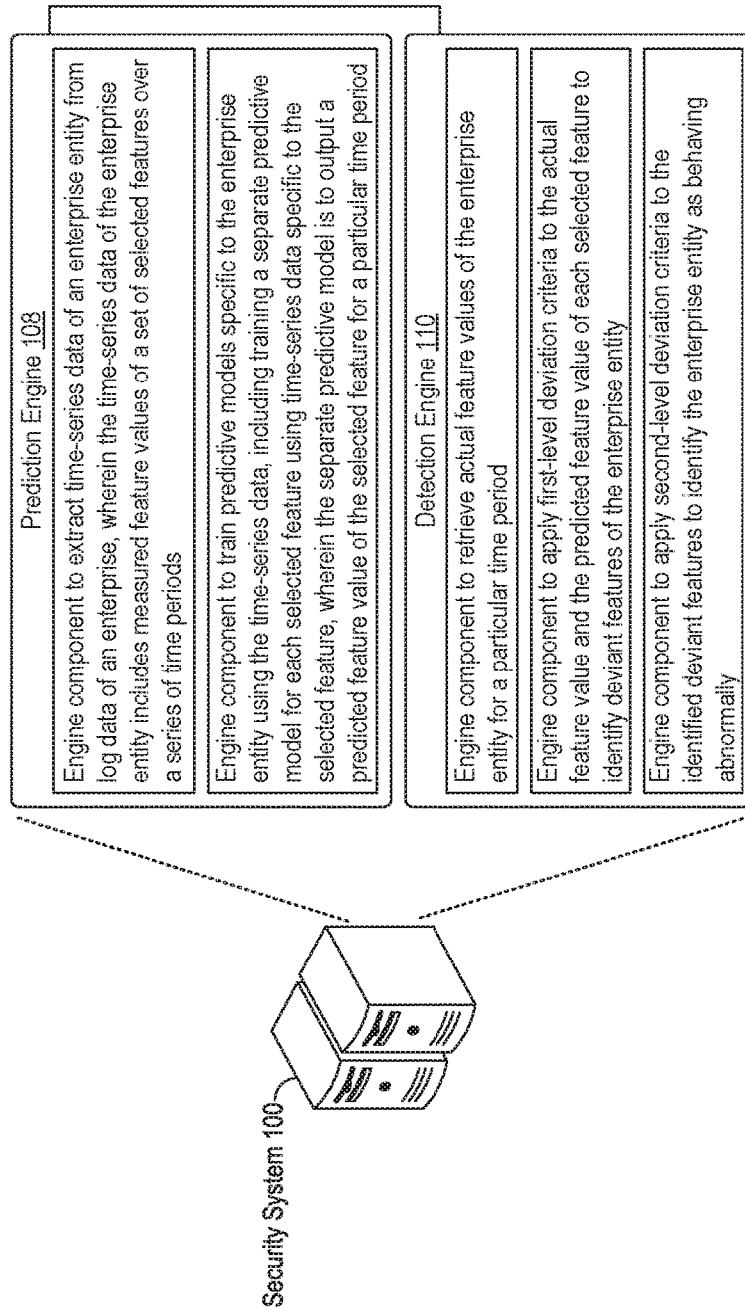 Security System 100
Prediction Engine 108
Engine component to extract time-series data of an enterprise entity from
log data of an enterprise, wherein the time-series data of the enterprise
entity includes measured feature values of a set of selected features over
a series of time periods
Engine component to train predictive models specific to the enterprise
entity using the time-series data, including training a separate predictive
model for each selected feature using time-series data specific to the
selected feature, wherein the separate predictive model is to output a
predicted feature value of the selected feature for a particular time period
Detection Engine 110
Engine component to retrieve actual feature values of the enterprise
entity for a particular time period
Engine component to apply first-level deviation criteria to the actual
feature value and the predicted feature value of each selected feature to
identify deviant features of the enterprise entity
Engine component to apply second-level deviation criteria to the
identified deviant features to identify the enterprise entity as behaving
abnormally